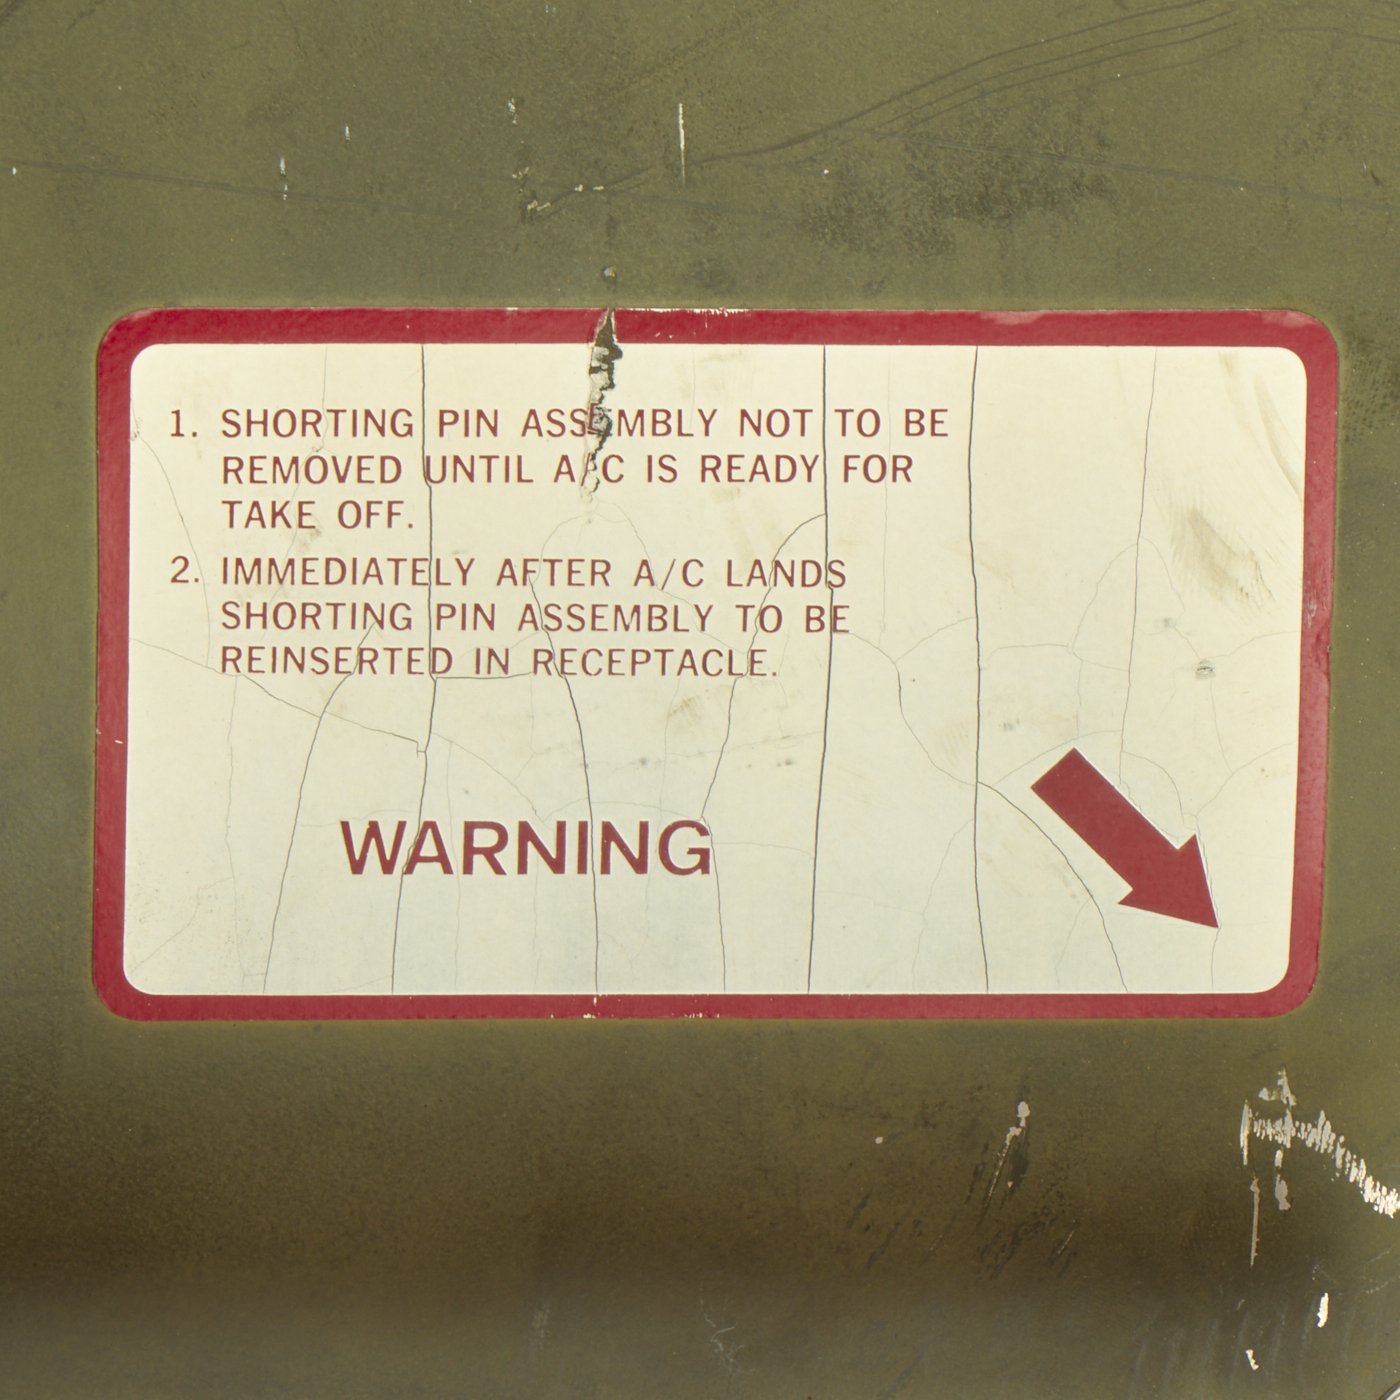 1. SHORTING PIN ASSEMBLY NOT TO BE
REMOVED UNTIL A/C IS READY FOR
TAKE OFF.
2. IMMEDIATELY AFTER A/C LANDS
SHORTING PIN ASSEMBLY TO BE
REINSERTED IN RECEPTACLE.
WARNING